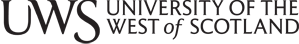 UWS UNIVERSITY OF THE
WEST OF SCOTLAND